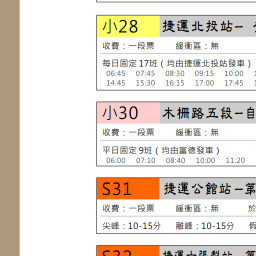 小28 捷運北投站－
收費：一段票 緩衝區：無
每日固定 17班 ( 均由捷運北投站發車 )
06:45 07:45 08:30 09:15 10:00
14:45 15:30 16:15 17:00 17:45
小30 木柵路五段－自
收費：一段票 緩衝區：無
平日固定 9班 ( 均由富德發車 )
06:00 07:10 08:40 10:00 11:20
S31 捷運公館站－第
收費：一段票 緩衝區：無 於
尖峰：10-15分 離峰：10-15分 假